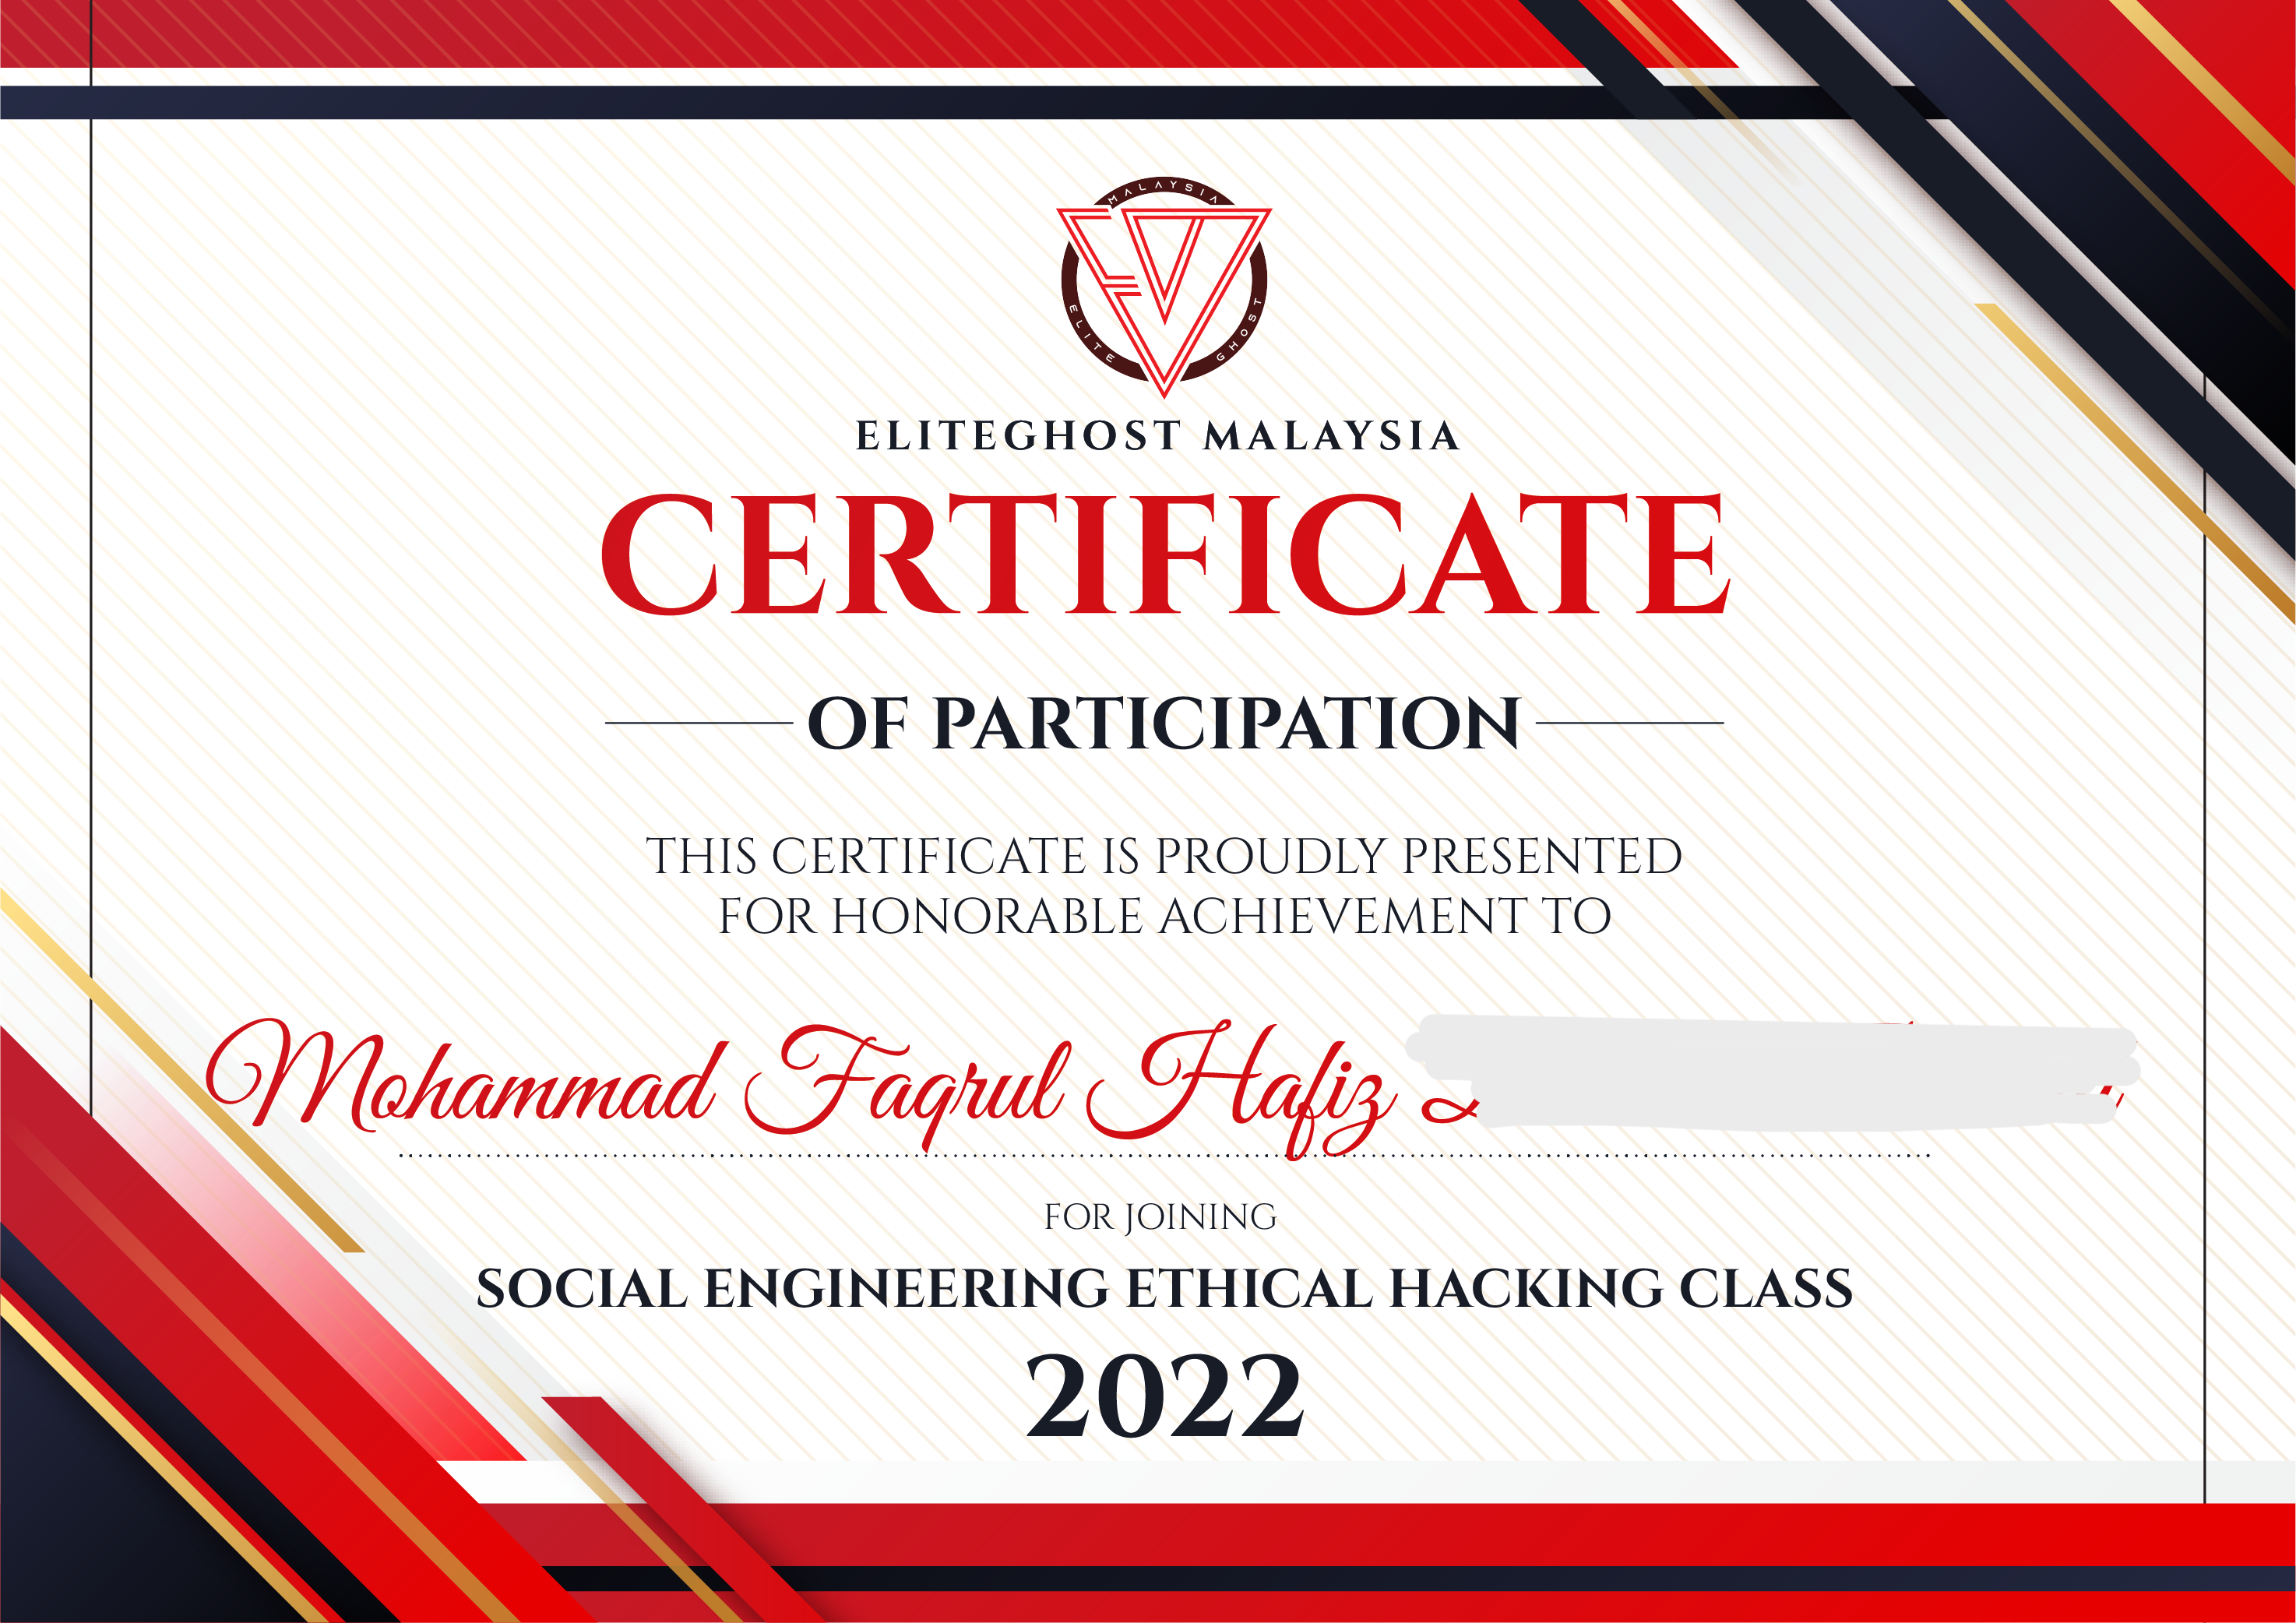 MALAYSIA
ELITE GHOST
ELITEGHOST MALAYSIA
CERTIFICATE
OF PARTICIPATION
THIS CERTIFICATE IS PROUDLY PRESENTED
FOR HONORABLE ACHIEVEMENT TO
Mohammad Faqrul Hafiz
FOR JOINING
SOCIAL ENGINEERING ETHICAL HACKING CLASS
2022